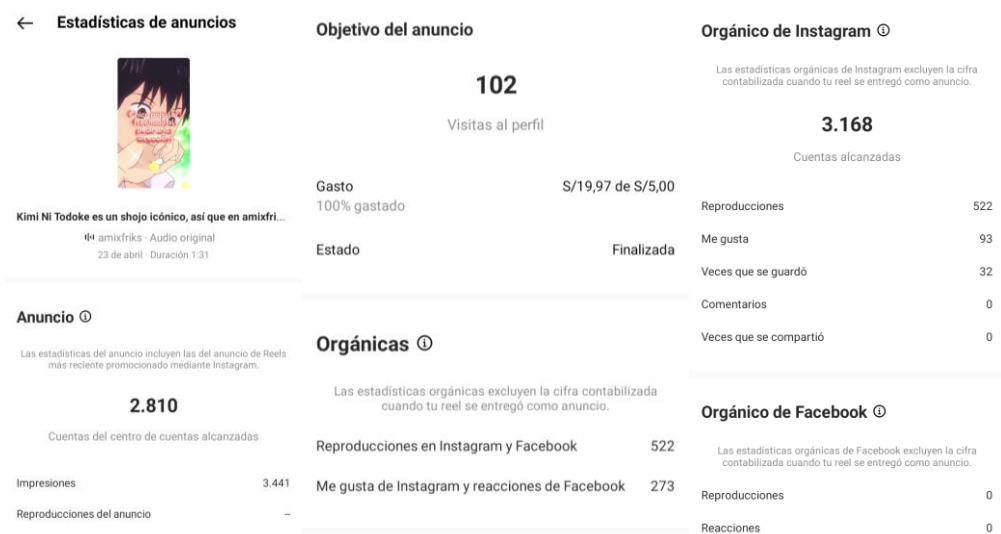 Estadísticas de anuncios
Kimi Ni Todoke es un shojo icónico, así que en amixfri...
amixfriks · Audio original
23 de abril · Duración 1:31
Anuncio
Las estadísticas del anuncio incluyen las del anuncio de Reels
más reciente promocionado mediante Instagram.
2.810
Cuentas del centro de cuentas alcanzadas
Impresiones 3.441
Reproducciones del anuncio --
Objetivo del anuncio
102
Visitas al perfil
Gasto S/19,97 de S/5,00
100% gastado
Estado Finalizada
Orgánicas
Las estadísticas orgánicas excluyen la cifra contabilizada
cuando tu reel se entregó como anuncio.
Reproducciones en Instagram y Facebook 522
Me gusta de Instagram y reacciones de Facebook 273
Orgánico de Instagram
Las estadísticas orgánicas de Instagram excluyen la cifra
contabilizada cuando tu reel se entregó como anuncio.
3.168
Cuentas alcanzadas
Reproducciones 522
Me gusta 93
Veces que se guardó 32
Comentarios 0
Veces que se compartió 0
Orgánico de Facebook
Las estadísticas orgánicas de Facebook excluyen la cifra
contabilizada cuando tu reel se entregó como anuncio.
Reproducciones 0
Reacciones 0